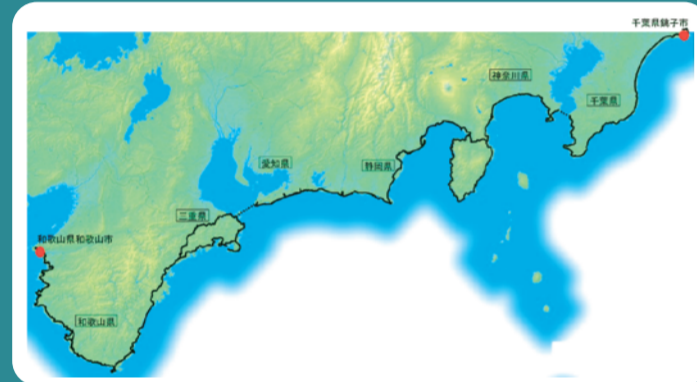 千葉県銚子市
神奈川県
千葉県
愛知県
静岡県
三重県
和歌山県和歌山市
和歌山県